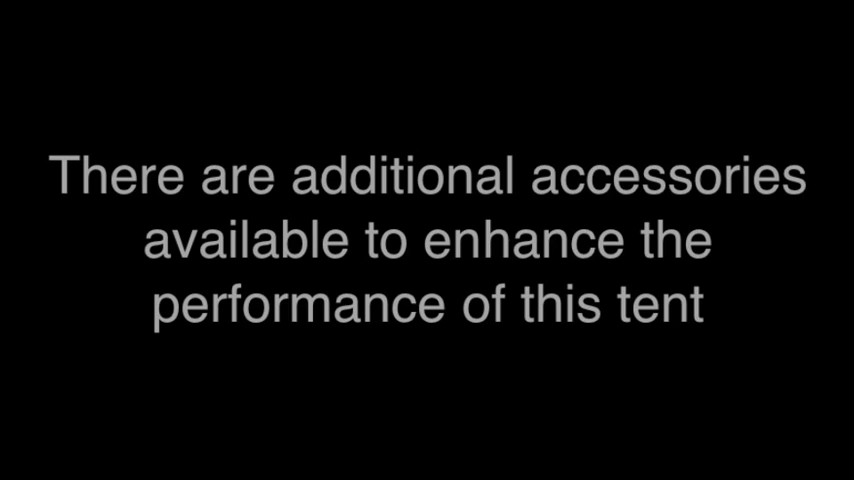 There are additional accessories
available to enhance the
performance of this tent